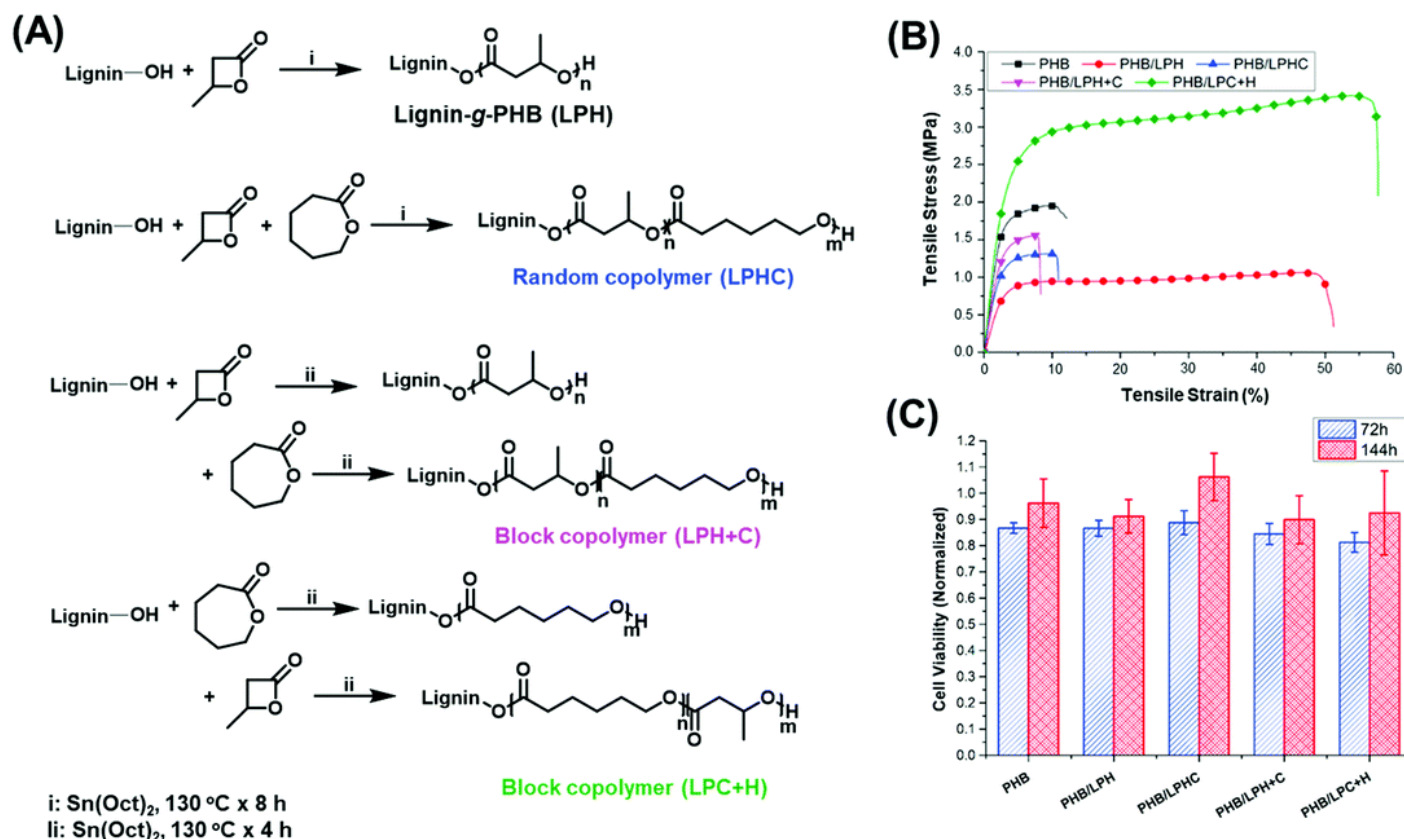 (A)
Lignin—OH + O O i Lignin O O O H n
Lignin-g-PHB (LPH)
Lignin—OH + O O + O O i Lignin O O O n O O m H
Random copolymer (LPHC)
Lignin—OH + O O ii Lignin O O O H n
+ O O ii Lignin O O O n O O m H
Block copolymer (LPH+C)
Lignin—OH + O O ii Lignin O O O H m
+ O O ii Lignin O O O n O O m H
Block copolymer (LPC+H)
i: Sn(Oct)2, 130 °C x 8 h
Ii: Sn(Oct)2, 130 °C x 4 h
(B)
PHB PHB/LPH PHB/LPHC
PHB/LPH+C PHB/LPC+H
Tensile Stress (MPa)
4.0
3.5
3.0
2.5
2.0
1.5
1.0
0.5
0.0
0 10 20 30 40 50 60
Tensile Strain (%)
(C)
72h
144h
Cell Viability (Normalized)
1.2
1.1
1.0
0.9
0.8
0.7
0.6
0.5
0.4
0.3
0.2
0.1
0.0
PHB PHB/LPH PHB/LPHC PHB/LPH+C PHB/LPC+H